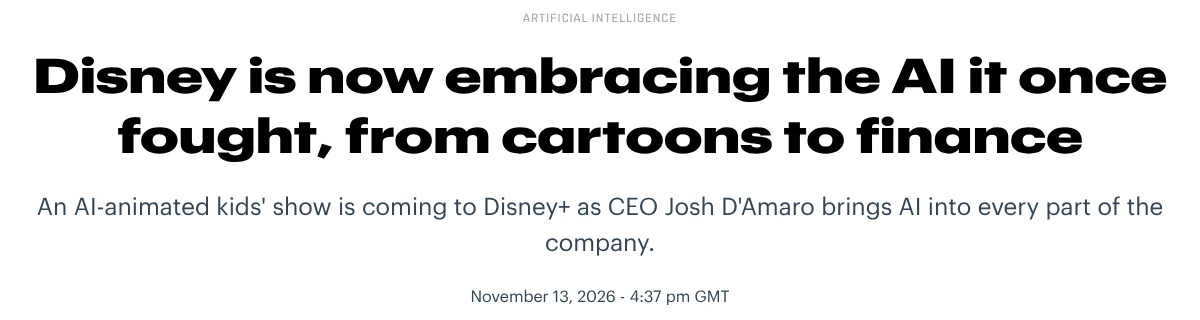 ARTIFICIAL INTELLIGENCE
Disney is now embracing the AI it once
fought, from cartoons to finance
An AI-animated kids' show is coming to Disney+ as CEO Josh D'Amaro brings AI into every part of the
company.
November 13, 2026 - 4:37 pm GMT